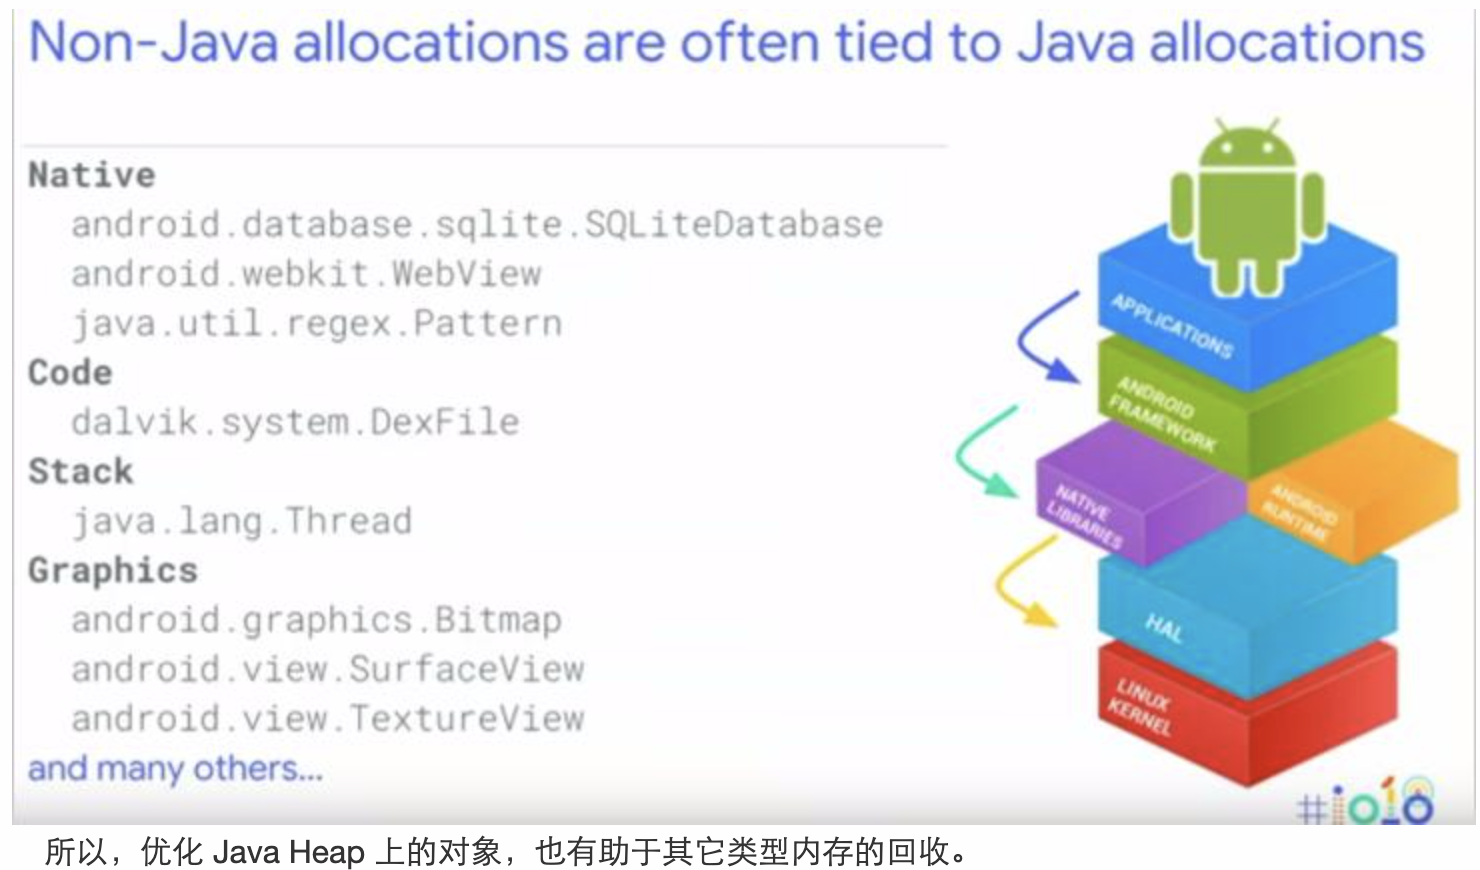 Non-Java allocations are often tied to Java allocations
Native
android.database.sqlite.SQLiteDatabase
android.webkit.WebView
java.util.regex.Pattern
Code
dalvik.system.DexFile
Stack
java.lang.Thread
Graphics
android.graphics.Bitmap
android.view.SurfaceView
android.view.TextureView
and many others...
APPLICATIONS
ANDROID
FRAMEWORK
NATIVE
LIBRARIES
ANDROID
RUNTIME
HAL
LINUX
KERNEL
#io18
所以，优化 Java Heap 上的对象，也有助于其它类型内存的回收。